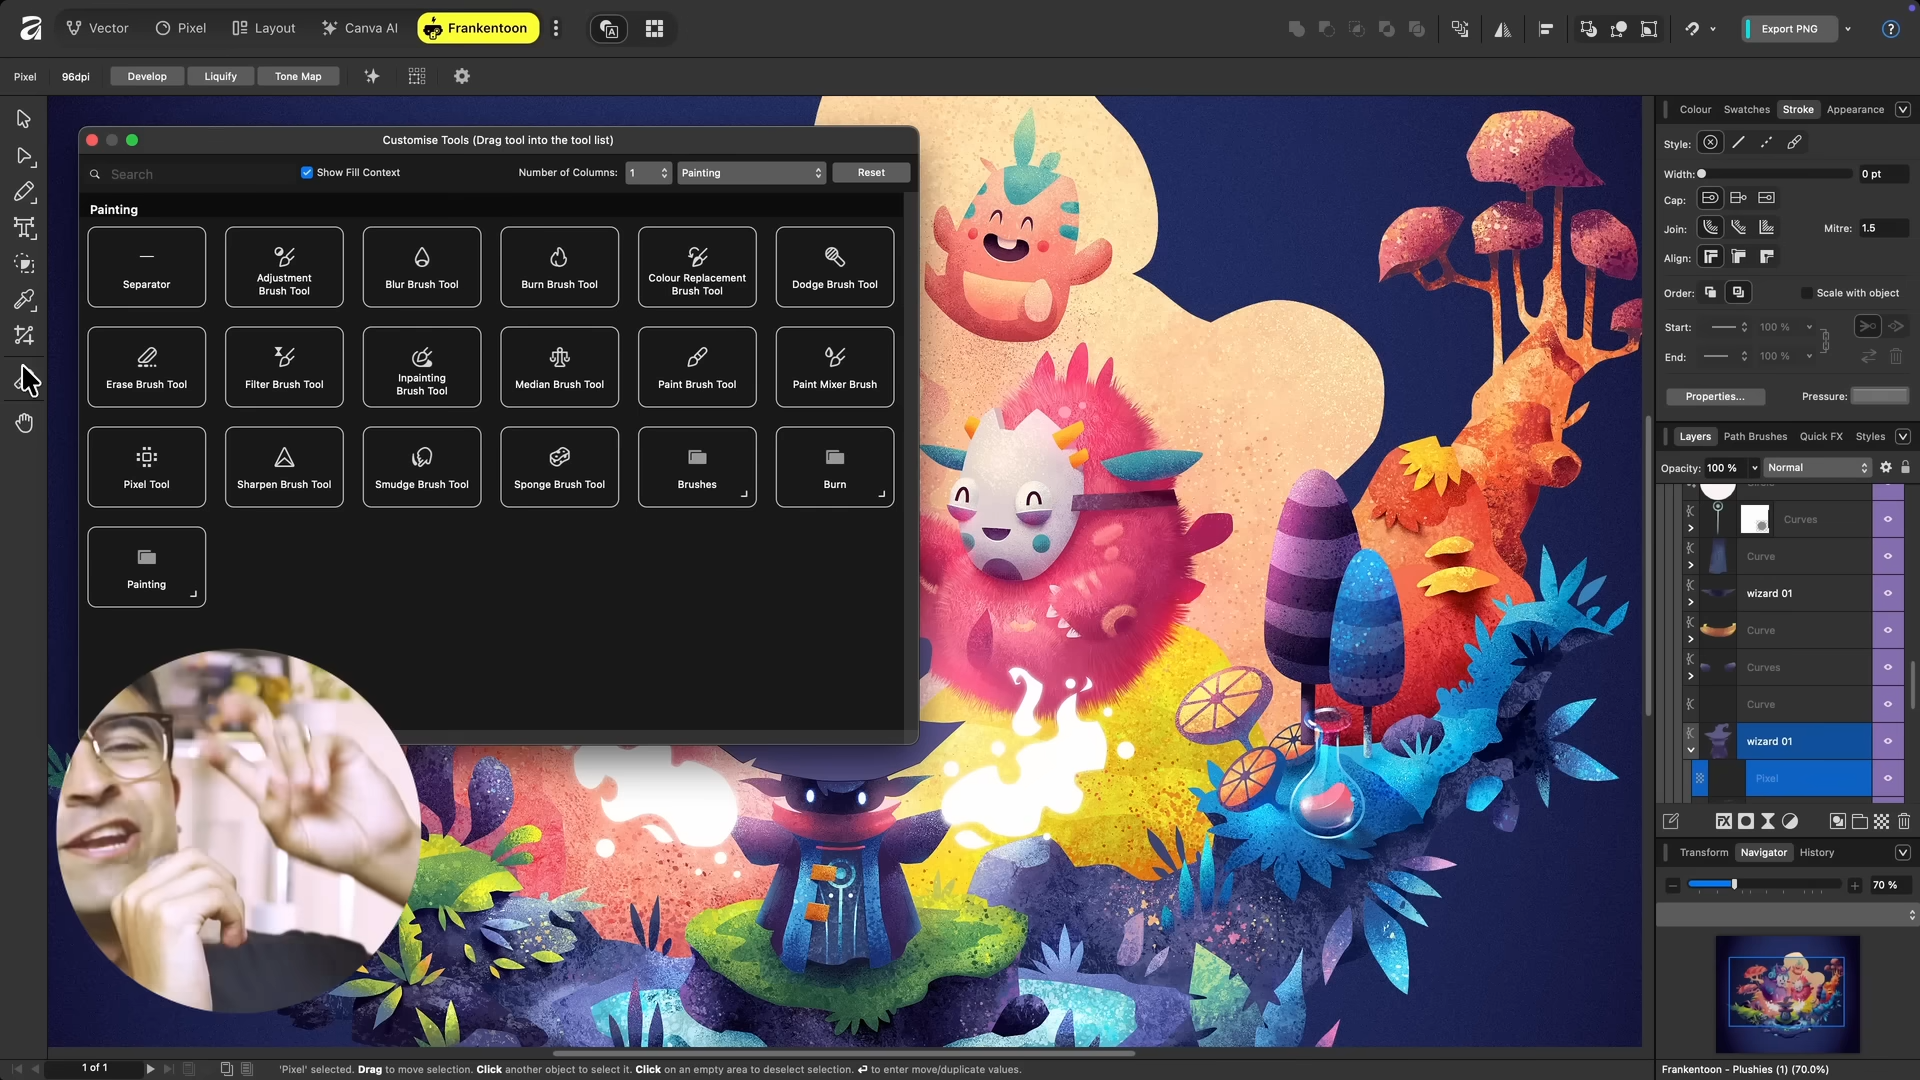 Vector
Pixel
Layout
Canva AI
Frankentoon
Export PNG
Pixel
96dpi
Develop
Liquify
Tone Map
Customise Tools (Drag tool into the tool list)
Search
Show Fill Context
Number of Columns:
1
Painting
Reset
Painting
Separator
Adjustment
Brush Tool
Blur Brush Tool
Burn Brush Tool
Colour Replacement
Brush Tool
Dodge Brush Tool
Erase Brush Tool
Filter Brush Tool
Inpainting
Brush Tool
Median Brush Tool
Paint Brush Tool
Paint Mixer Brush
Pixel Tool
Sharpen Brush Tool
Smudge Brush Tool
Sponge Brush Tool
Brushes
Burn
Painting
Colour
Swatches
Stroke
Appearance
Style:
Width:
0 pt
Cap:
Join:
Mitre:
1.5
Align:
Order:
Scale with object
Start:
100 %
End:
100 %
Properties...
Pressure:
Layers
Path Brushes
Quick FX
Styles
Opacity:
100 %
Normal
Curves
Curve
wizard 01
Curve
Curves
Curve
wizard 01
Pixel
Transform
Navigator
History
70 %
1 of 1
'Pixel' selected. Drag to move selection. Click another object to select it. Click on an empty area to deselect selection. ⏎ to enter move/duplicate values.
Frankentoon - Plushies (1) (70.0%)